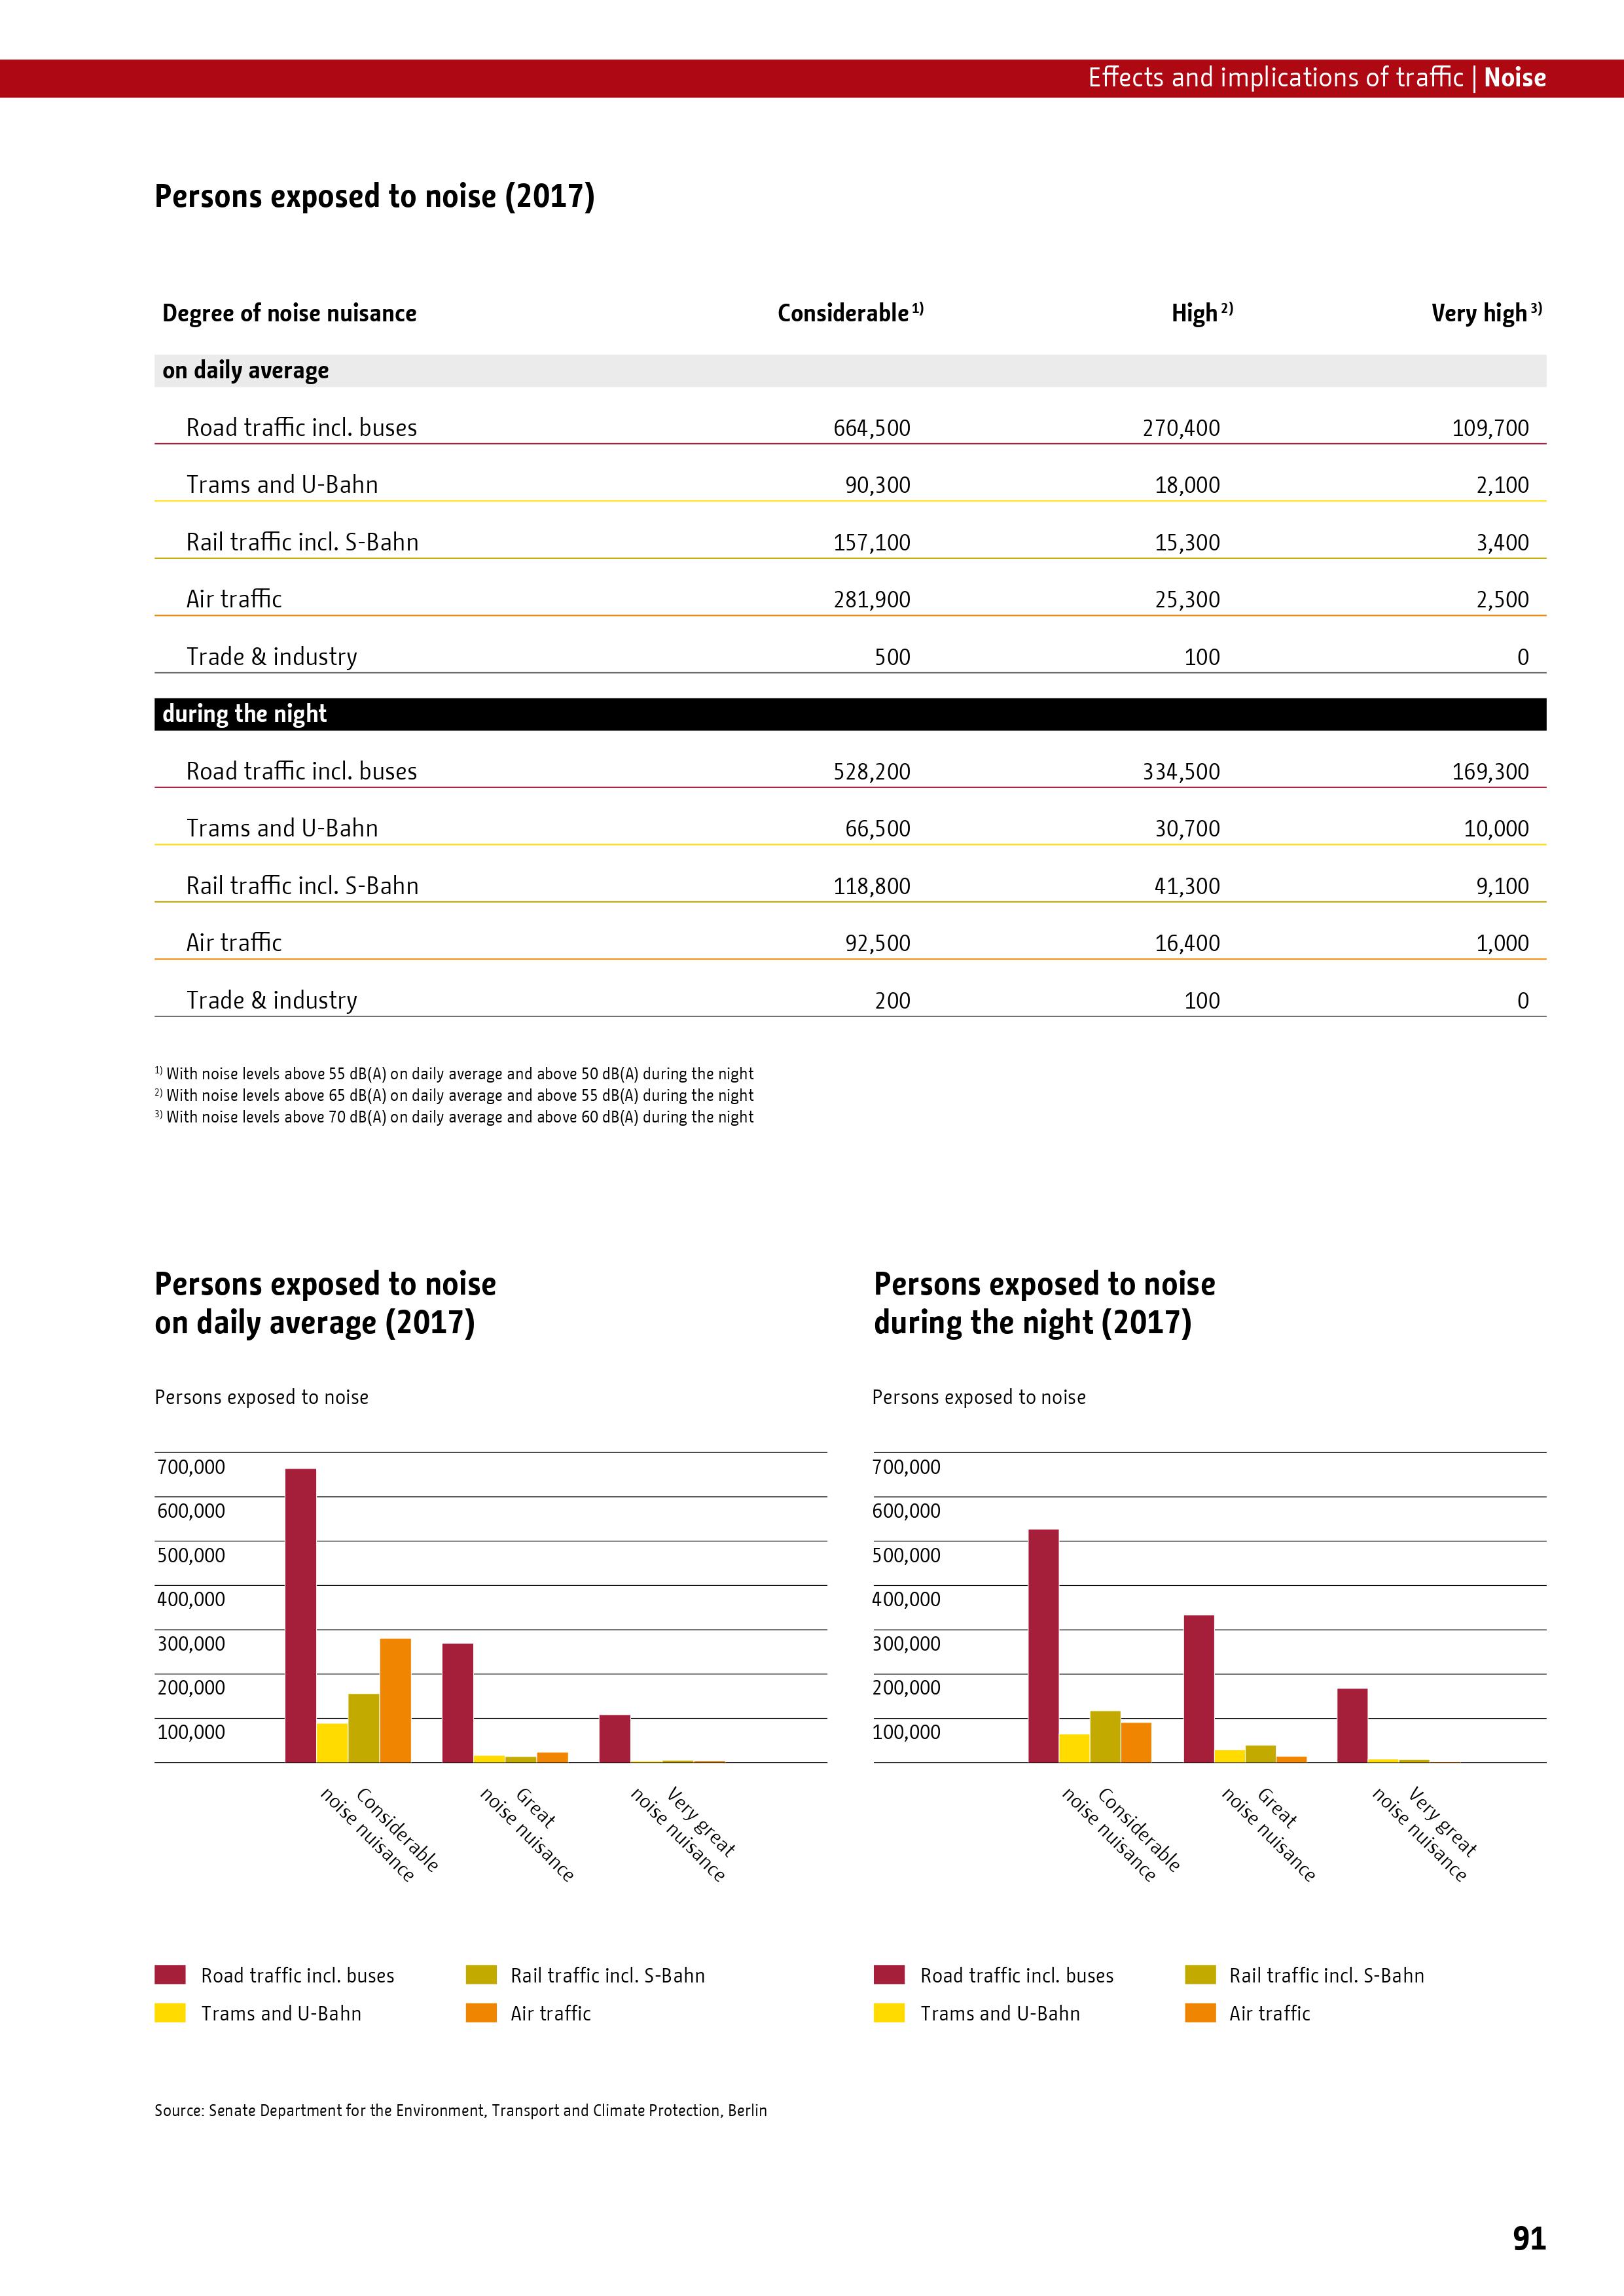 Effects and implications of traffic | Noise
Persons exposed to noise (2017)
Degree of noise nuisance Considerable 1) High 2) Very high 3)
on daily average
Road traffic incl. buses 664,500 270,400 109,700
Trams and U-Bahn 90,300 18,000 2,100
Rail traffic incl. S-Bahn 157,100 15,300 3,400
Air traffic 281,900 25,300 2,500
Trade & industry 500 100 0
during the night
Road traffic incl. buses 528,200 334,500 169,300
Trams and U-Bahn 66,500 30,700 10,000
Rail traffic incl. S-Bahn 118,800 41,300 9,100
Air traffic 92,500 16,400 1,000
Trade & industry 200 100 0
1) With noise levels above 55 dB(A) on daily average and above 50 dB(A) during the night
2) With noise levels above 65 dB(A) on daily average and above 55 dB(A) during the night
3) With noise levels above 70 dB(A) on daily average and above 60 dB(A) during the night
Persons exposed to noise
on daily average (2017)
Persons exposed to noise
700,000
600,000
500,000
400,000
300,000
200,000
100,000
Considerable
noise nuisance
Great
noise nuisance
Very great
noise nuisance
Road traffic incl. buses
Rail traffic incl. S-Bahn
Trams and U-Bahn
Air traffic
Persons exposed to noise
during the night (2017)
Persons exposed to noise
700,000
600,000
500,000
400,000
300,000
200,000
100,000
Considerable
noise nuisance
Great
noise nuisance
Very great
noise nuisance
Road traffic incl. buses
Rail traffic incl. S-Bahn
Trams and U-Bahn
Air traffic
Source: Senate Department for the Environment, Transport and Climate Protection, Berlin
91